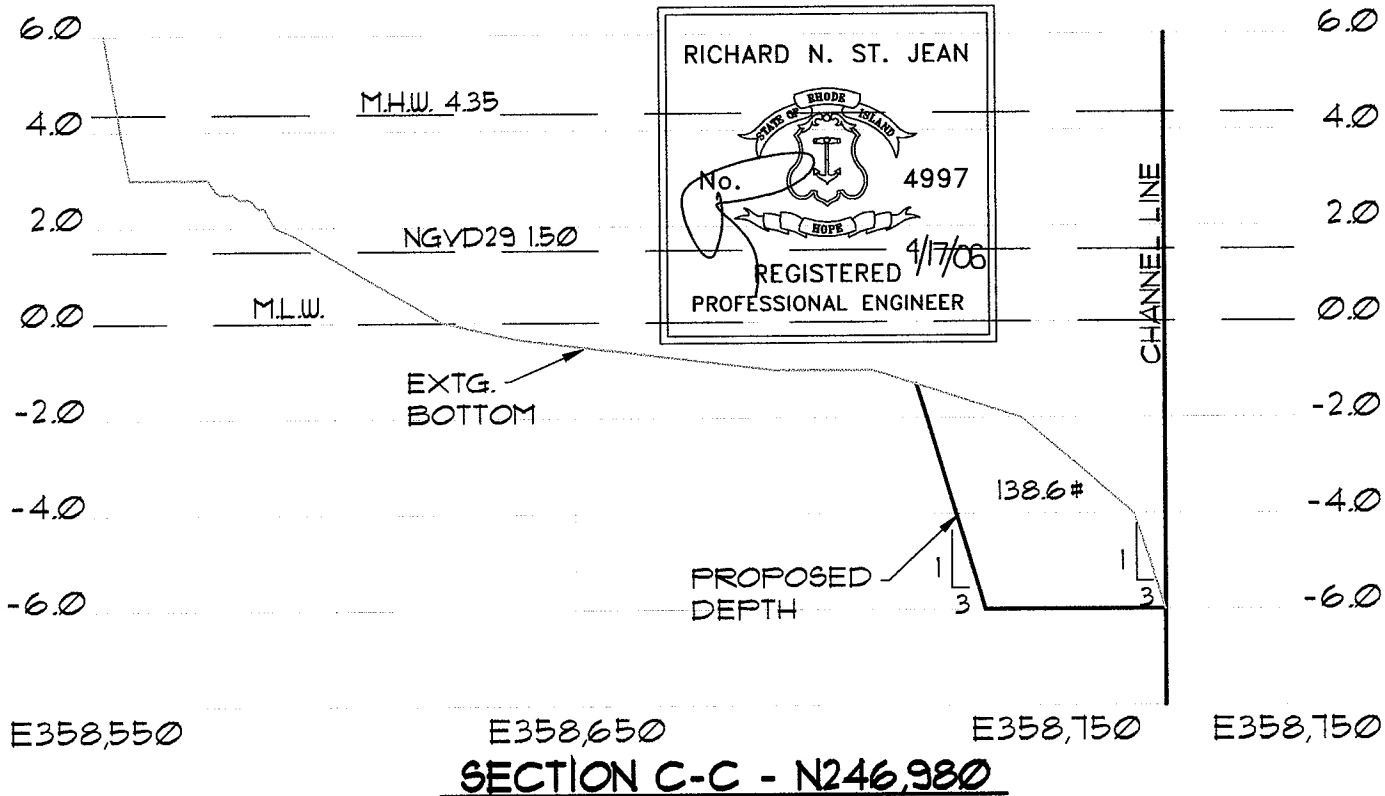 6.0
6.0
RICHARD N. ST. JEAN
M.H.W. 4.35
RHODE
STATE OF
ISLAND
4.0
4.0
No.
4997
CHANNEL LINE
2.0
2.0
HOPE
NGVD29 1.50
4/17/06
REGISTERED
M.L.W.
PROFESSIONAL ENGINEER
0.0
0.0
EXTG.
BOTTOM
-2.0
-2.0
138.6#
-4.0
-4.0
1
3
1
3
PROPOSED
DEPTH
-6.0
-6.0
E358,550
E358,650
E358,750
E358,750
SECTION C-C - N246,980